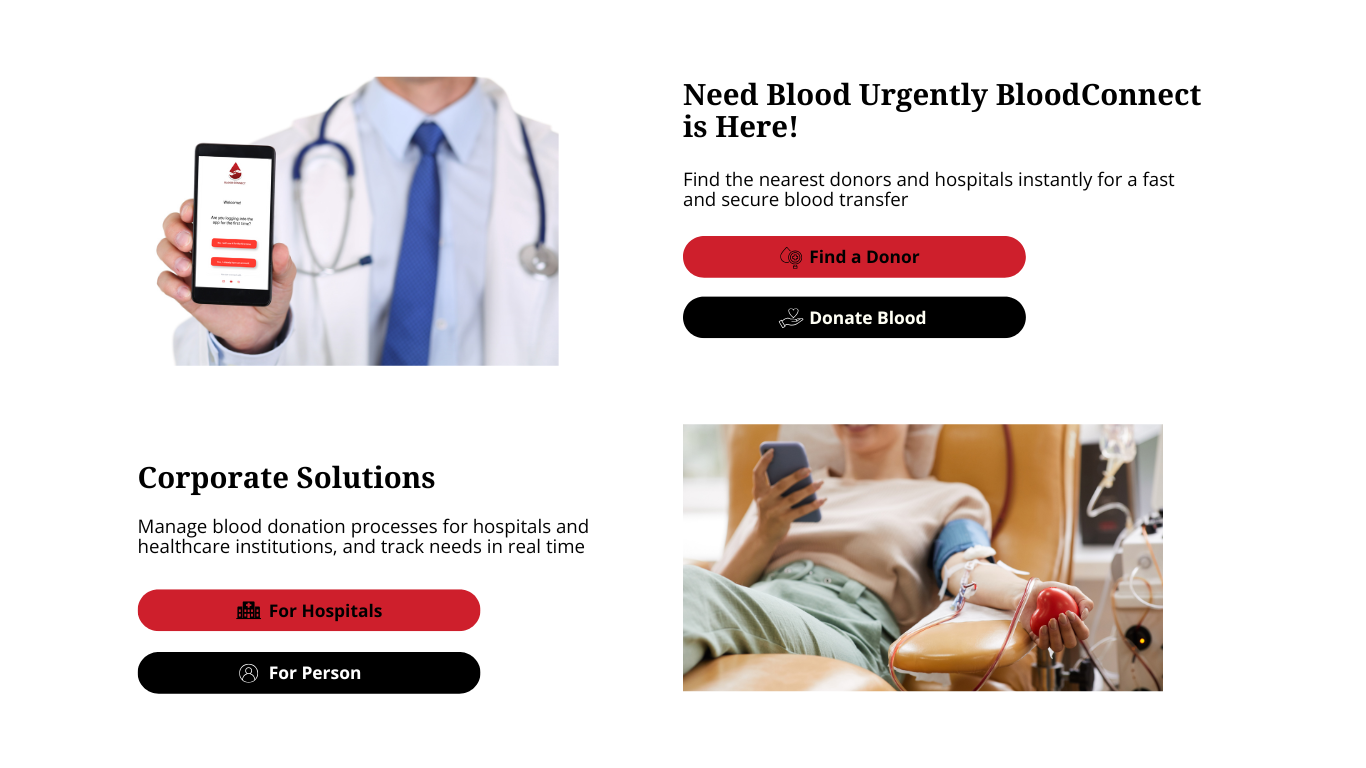 Need Blood Urgently BloodConnect
is Here!
Find the nearest donors and hospitals instantly for a fast
and secure blood transfer
Find a Donor
Donate Blood
Welcome!
Are you logging into the
app for the first time?
Corporate Solutions
Manage blood donation processes for hospitals and
healthcare institutions, and track needs in real time
For Hospitals
For Person